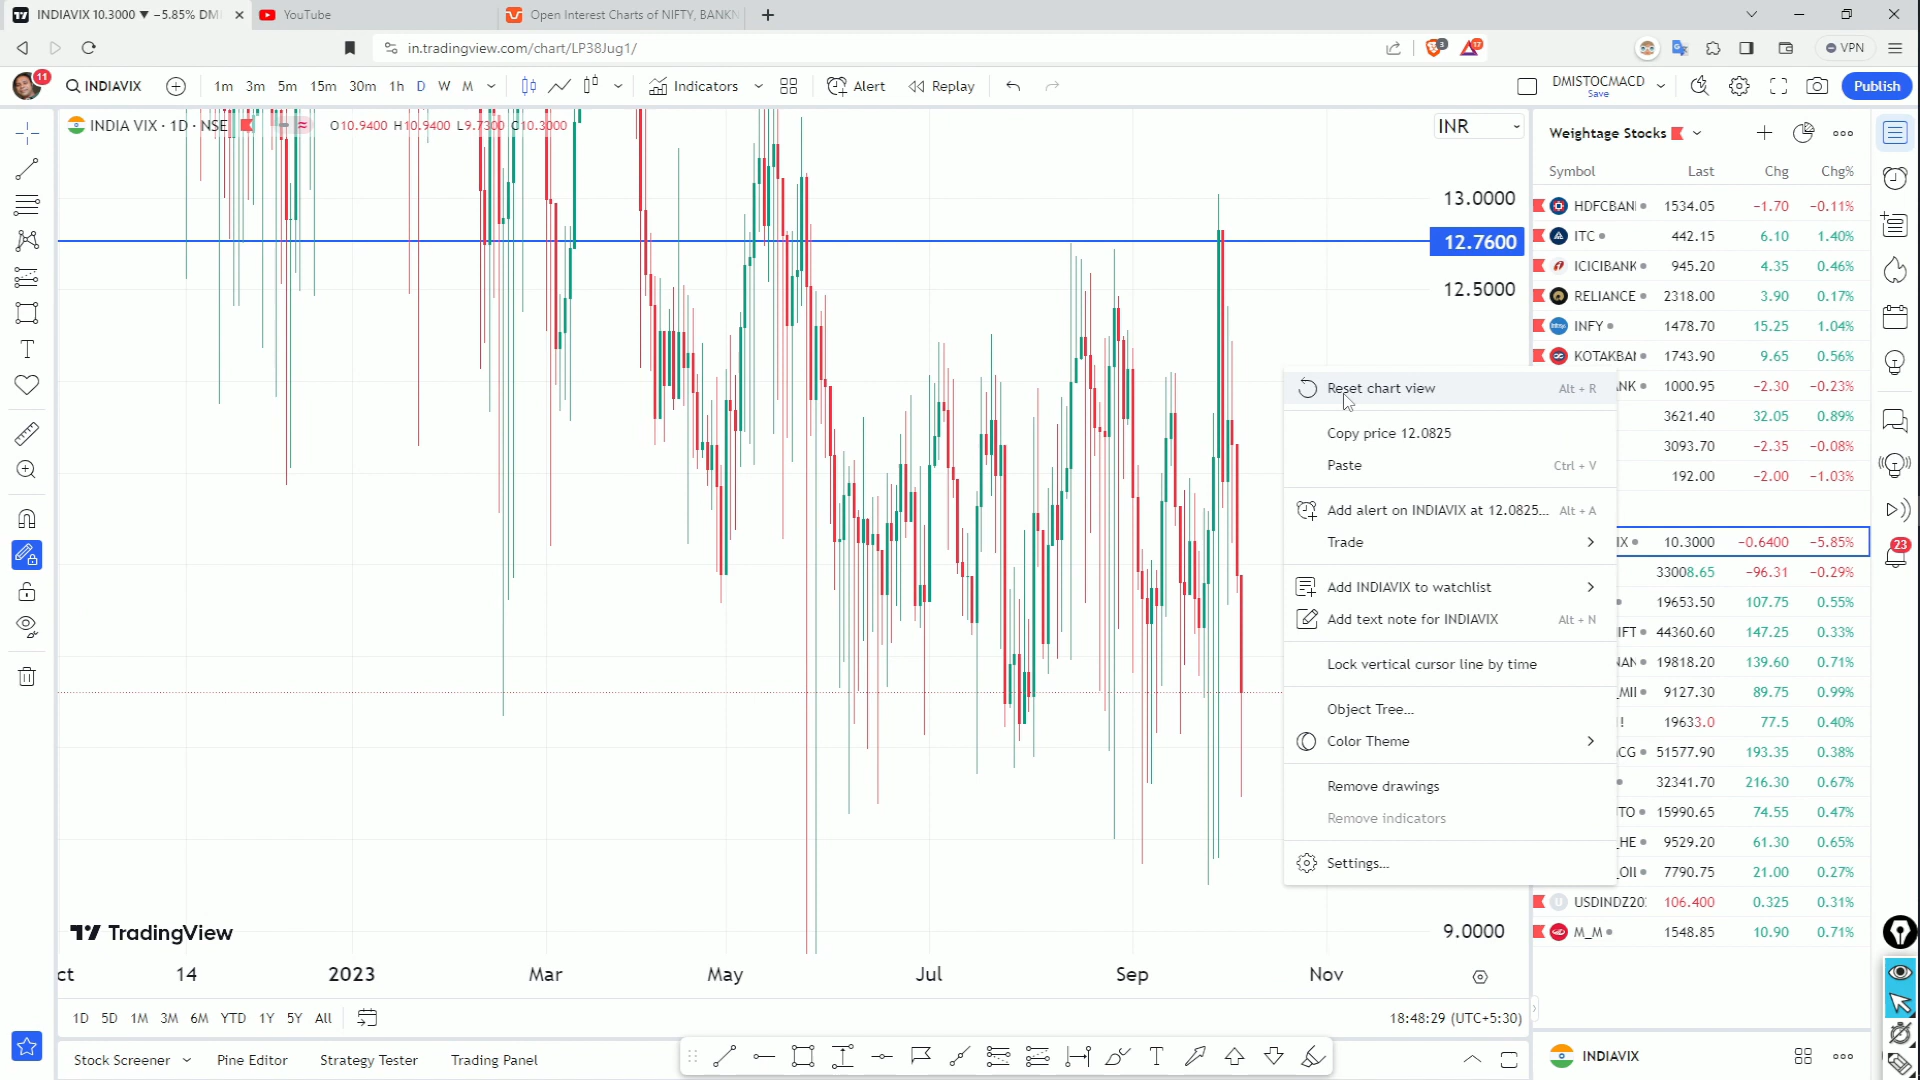 INDIAVIX 10.3000 ▼ −5.85% DMI
YouTube
Open Interest Charts of NIFTY, BANKN
in.tradingview.com/chart/LP38Jug1/
VPN
11
INDIAVIX
1m 3m 5m 15m 30m 1h D W M
Indicators
Alert
Replay
DMISTOCMACD
Save
Publish
INDIA VIX · 1D · NSE
O10.9400 H10.9400 L9.7300 C10.3000
INR
13.0000
12.7600
12.5000
9.0000
Reset chart view Alt + R
Copy price 12.0825
Paste Ctrl + V
Add alert on INDIAVIX at 12.0825... Alt + A
Trade
Add INDIAVIX to watchlist
Add text note for INDIAVIX Alt + N
Lock vertical cursor line by time
Object Tree...
Color Theme
Remove drawings
Remove indicators
Settings...
Weightage Stocks
Symbol Last Chg Chg%
HDFCBANI 1534.05 −1.70 −0.11%
ITC 442.15 6.10 1.40%
ICICIBANK 945.20 4.35 0.46%
RELIANCE 2318.00 3.90 0.17%
INFY 1478.70 15.25 1.04%
KOTAKBAI 1743.90 9.65 0.56%
NK 1000.95 −2.30 −0.23%
3621.40 32.05 0.89%
3093.70 −2.35 −0.08%
192.00 −2.00 −1.03%
IX 10.3000 −0.6400 −5.85%
33008.65 −96.31 −0.29%
19653.50 107.75 0.55%
IFT 44360.60 147.25 0.33%
NAN 19818.20 139.60 0.71%
_MII 9127.30 89.75 0.99%
! 19633.0 77.5 0.40%
CG 51577.90 193.35 0.38%
32341.70 216.30 0.67%
TO 15990.65 74.55 0.47%
_HE 9529.20 61.30 0.65%
_OIL 7790.75 21.00 0.27%
USDINDZ20 106.400 0.325 0.31%
M_M 1548.85 10.90 0.71%
23
TradingView
ct 14 2023 Mar May Jul Sep Nov
1D 5D 1M 3M 6M YTD 1Y 5Y All
18:48:29 (UTC+5:30)
Stock Screener
Pine Editor
Strategy Tester
Trading Panel
INDIAVIX